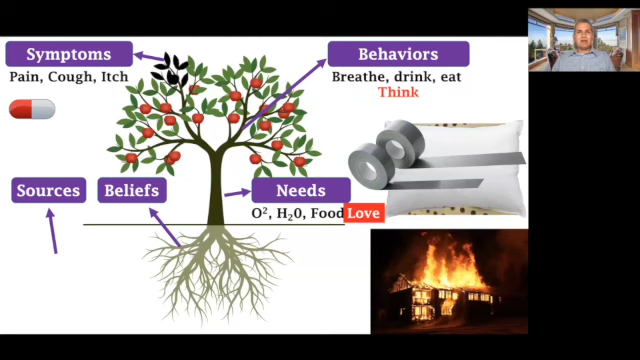 Symptoms
Pain, Cough, Itch
Behaviors
Breathe, drink, eat
Think
Sources
Beliefs
Needs
O², H₂0, Food Love